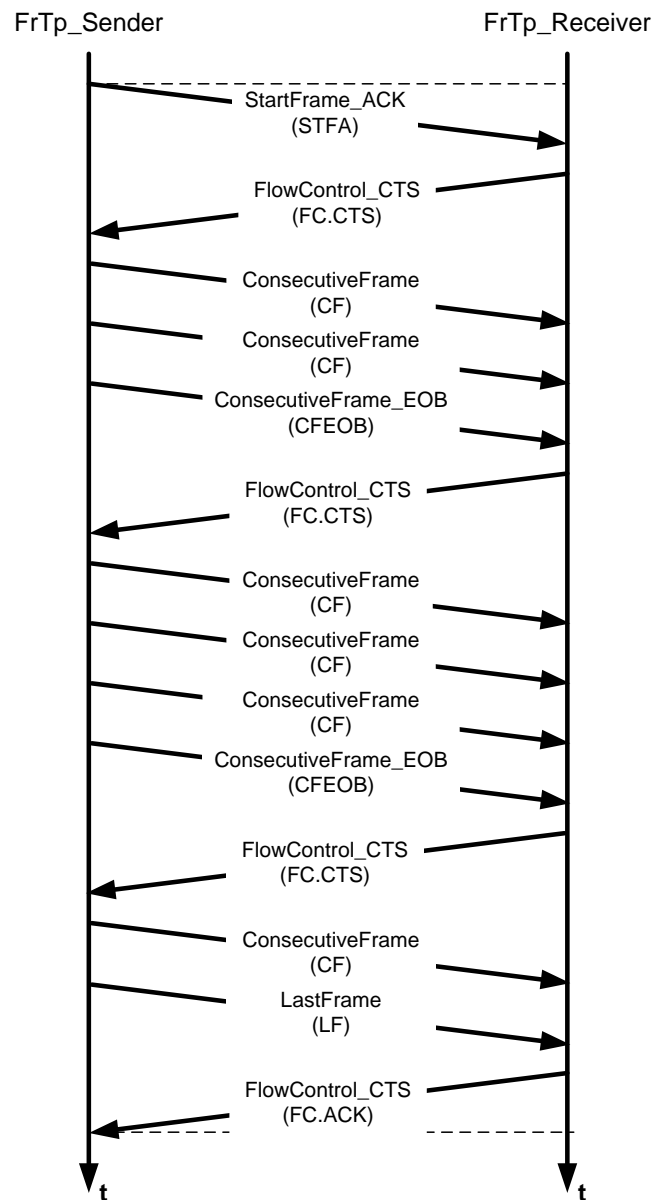 FrTp_Sender
FrTp_Receiver
StartFrame_ACK
(STFA)
FlowControl_CTS
(FC.CTS)
ConsecutiveFrame
(CF)
ConsecutiveFrame
(CF)
ConsecutiveFrame_EOB
(CFEOB)
FlowControl_CTS
(FC.CTS)
ConsecutiveFrame
(CF)
ConsecutiveFrame
(CF)
ConsecutiveFrame
(CF)
ConsecutiveFrame_EOB
(CFEOB)
FlowControl_CTS
(FC.CTS)
ConsecutiveFrame
(CF)
LastFrame
(LF)
FlowControl_CTS
(FC.ACK)
t
t